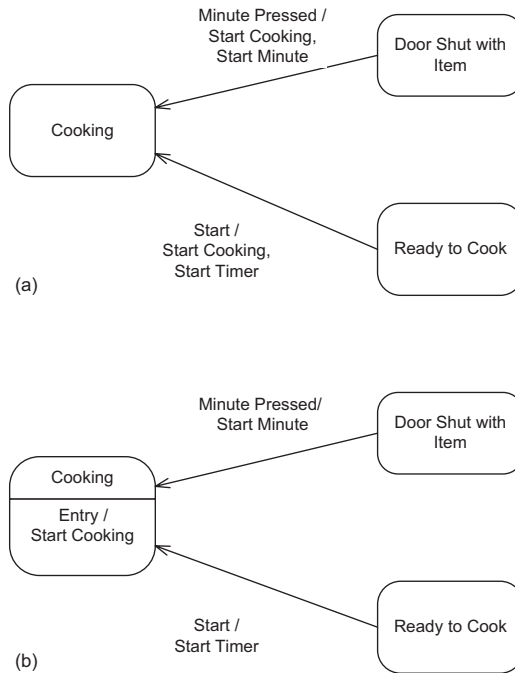 Minute Pressed /
Start Cooking,
Start Minute
Door Shut with
Item
Cooking
Start /
Start Cooking,
Start Timer
Ready to Cook
(a)
Minute Pressed/
Start Minute
Door Shut with
Item
Cooking
Entry /
Start Cooking
Start /
Start Timer
Ready to Cook
(b)